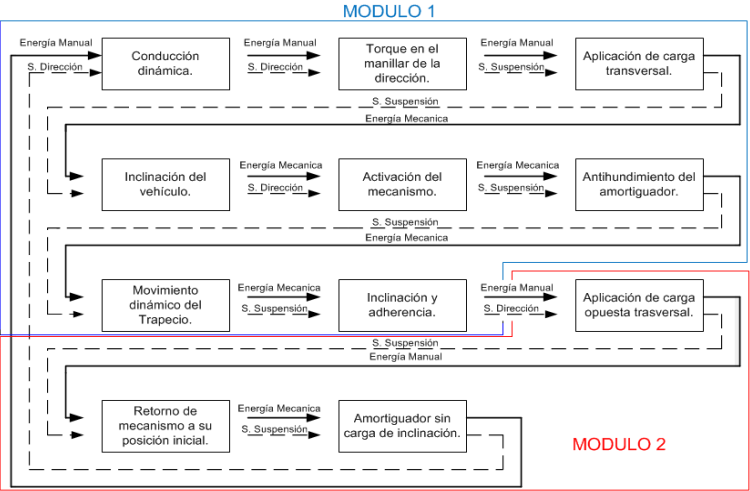 MODULO 1
Energía Manual
S. Dirección
Conducción
dinámica.
Energía Manual
S. Dirección
Torque en el
manillar de la
dirección.
Energía Manual
S. Suspensión
Aplicación de carga
transversal.
S. Suspensión
Energía Mecanica
Inclinación del
vehículo.
Energía Mecanica
S. Dirección
Activación del
mecanismo.
Energía Mecanica
S. Suspensión
Antihundimiento del
amortiguador.
S. Suspensión
Energía Mecanica
Movimiento
dinámico del
Trapecio.
Energía Mecanica
S. Suspensión
Inclinación y
adherencia.
Energía Manual
S. Dirección
Aplicación de carga
opuesta trasversal.
S. Suspensión
Energía Manual
Retorno de
mecanismo a su
posición inicial.
Energía Mecanica
S. Suspensión
Amortiguador sin
carga de inclinación.
MODULO 2